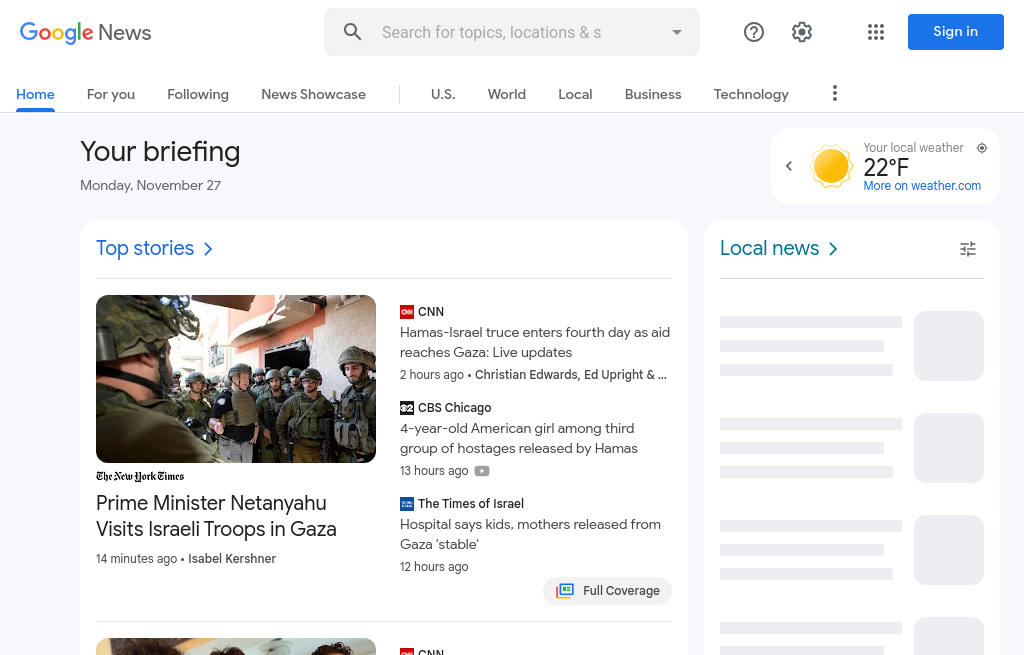 Google News
Search for topics, locations & s
Sign in
Home
For you
Following
News Showcase
U.S.
World
Local
Business
Technology
Your briefing
Monday, November 27
Your local weather
22°F
More on weather.com
Top stories
The New York Times
Prime Minister Netanyahu
Visits Israeli Troops in Gaza
14 minutes ago • Isabel Kershner
CNN
Hamas-Israel truce enters fourth day as aid
reaches Gaza: Live updates
2 hours ago • Christian Edwards, Ed Upright & ...
CBS Chicago
4-year-old American girl among third
group of hostages released by Hamas
13 hours ago
The Times of Israel
Hospital says kids, mothers released from
Gaza 'stable'
12 hours ago
Full Coverage
CNN
Local news